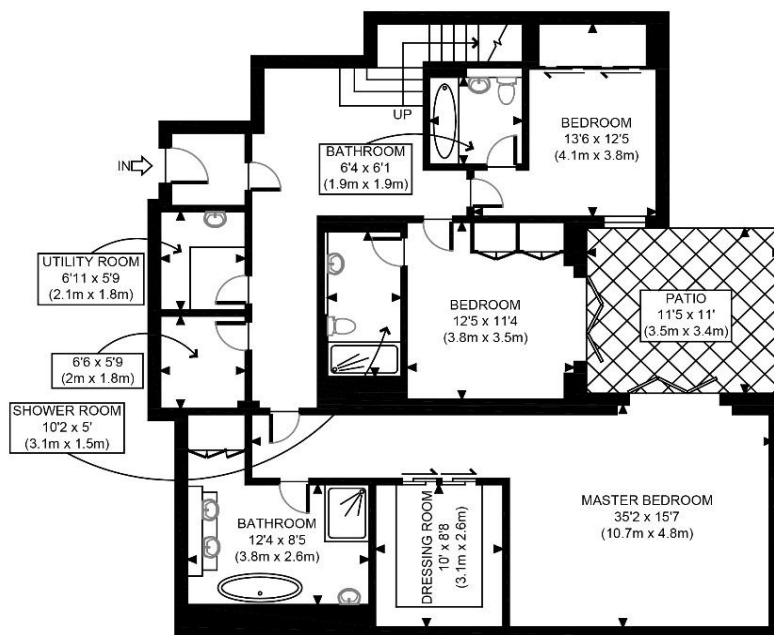 UP
BEDROOM
13'6 x 12'5
(4.1m x 3.8m)
BATHROOM
6'4 x 6'1
(1.9m x 1.9m)
IN
UTILITY ROOM
6'11 x 5'9
(2.1m x 1.8m)
BEDROOM
12'5 x 11'4
(3.8m x 3.5m)
PATIO
11'5 x 11'
(3.5m x 3.4m)
6'6 x 5'9
(2m x 1.8m)
SHOWER ROOM
10'2 x 5'
(3.1m x 1.5m)
MASTER BEDROOM
35'2 x 15'7
(10.7m x 4.8m)
BATHROOM
12'4 x 8'5
(3.8m x 2.6m)
DRESSING ROOM
10' x 8'8
(3.1m x 2.6m)